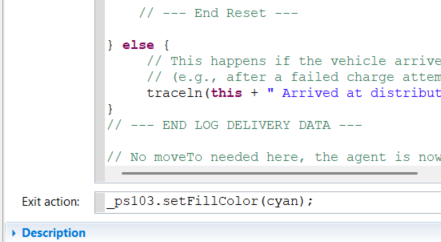 // --- End Reset ---
} else {
// This happens if the vehicle arrive
// (e.g., after a failed charge attem
traceln(this + " Arrived at distribut
}
// --- END LOG DELIVERY DATA ---
// No moveTo needed here, the agent is now
Exit action: _ps103.setFillColor(cyan);
Description